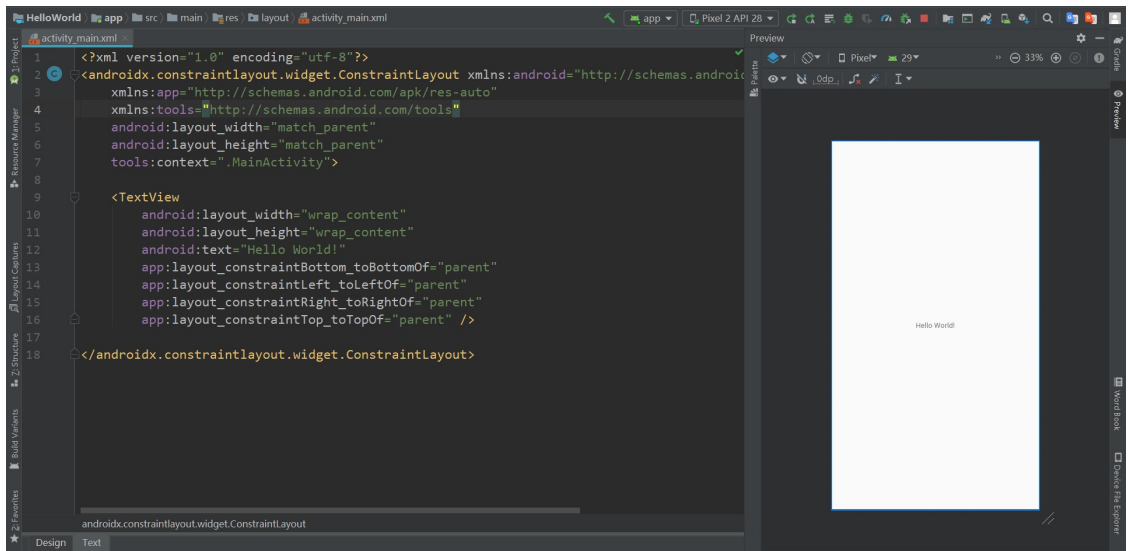 HelloWorld app src main res layout activity_main.xml app Pixel 2 API 28
activity_main.xml
Preview
1 <?xml version="1.0" encoding="utf-8"?>
2 <androidx.constraintlayout.widget.ConstraintLayout xmlns:android="http://schemas.androi
3 xmlns:app="http://schemas.android.com/apk/res-auto"
4 xmlns:tools="http://schemas.android.com/tools"
5 android:layout_width="match_parent"
6 android:layout_height="match_parent"
7 tools:context=".MainActivity">
8
9 <TextView
10 android:layout_width="wrap_content"
11 android:layout_height="wrap_content"
12 android:text="Hello World!"
13 app:layout_constraintBottom_toBottomOf="parent"
14 app:layout_constraintLeft_toLeftOf="parent"
15 app:layout_constraintRight_toRightOf="parent"
16 app:layout_constraintTop_toTopOf="parent" />
17
18 </androidx.constraintlayout.widget.ConstraintLayout>
androidx.constraintlayout.widget.ConstraintLayout
Design Text
1: Project
Resource Manager
Layout Captures
Z: Structure
Build Variants
2: Favorites
Palette
Pixel 29 33%
0dp
Hello World!
Gradle
Preview
Word Book
Device File Explorer